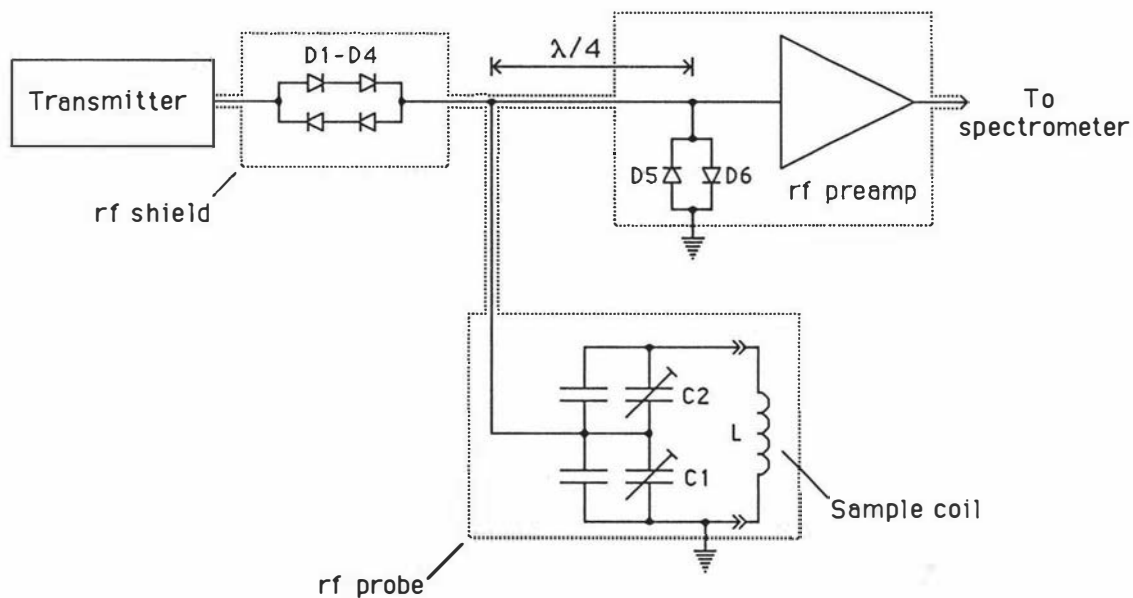 D1-D4
λ/4
Transmitter
To
spectrometer
D5
D6
rf preamp
rf shield
C2
L
C1
Sample coil
rf probe